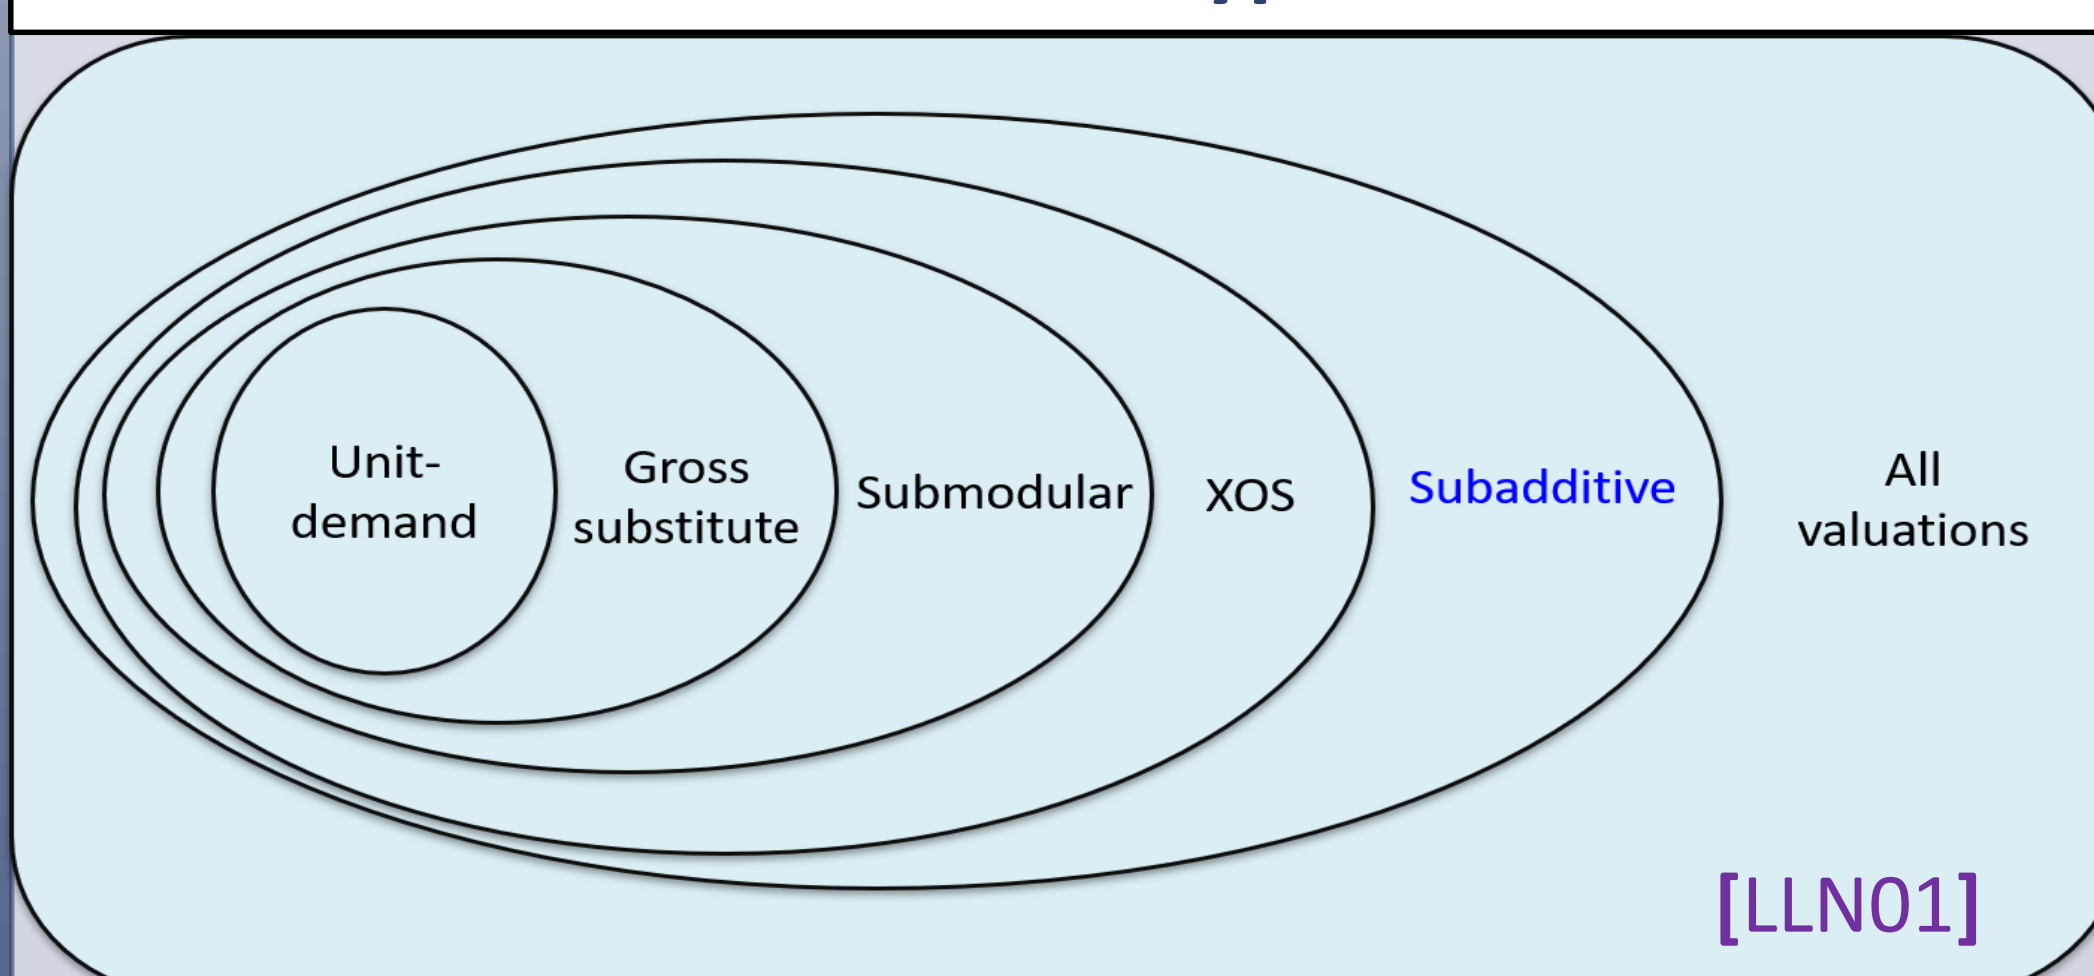 Unit-
demand
Gross
substitute
Submodular
XOS
Subadditive
All
valuations
[LLN01]